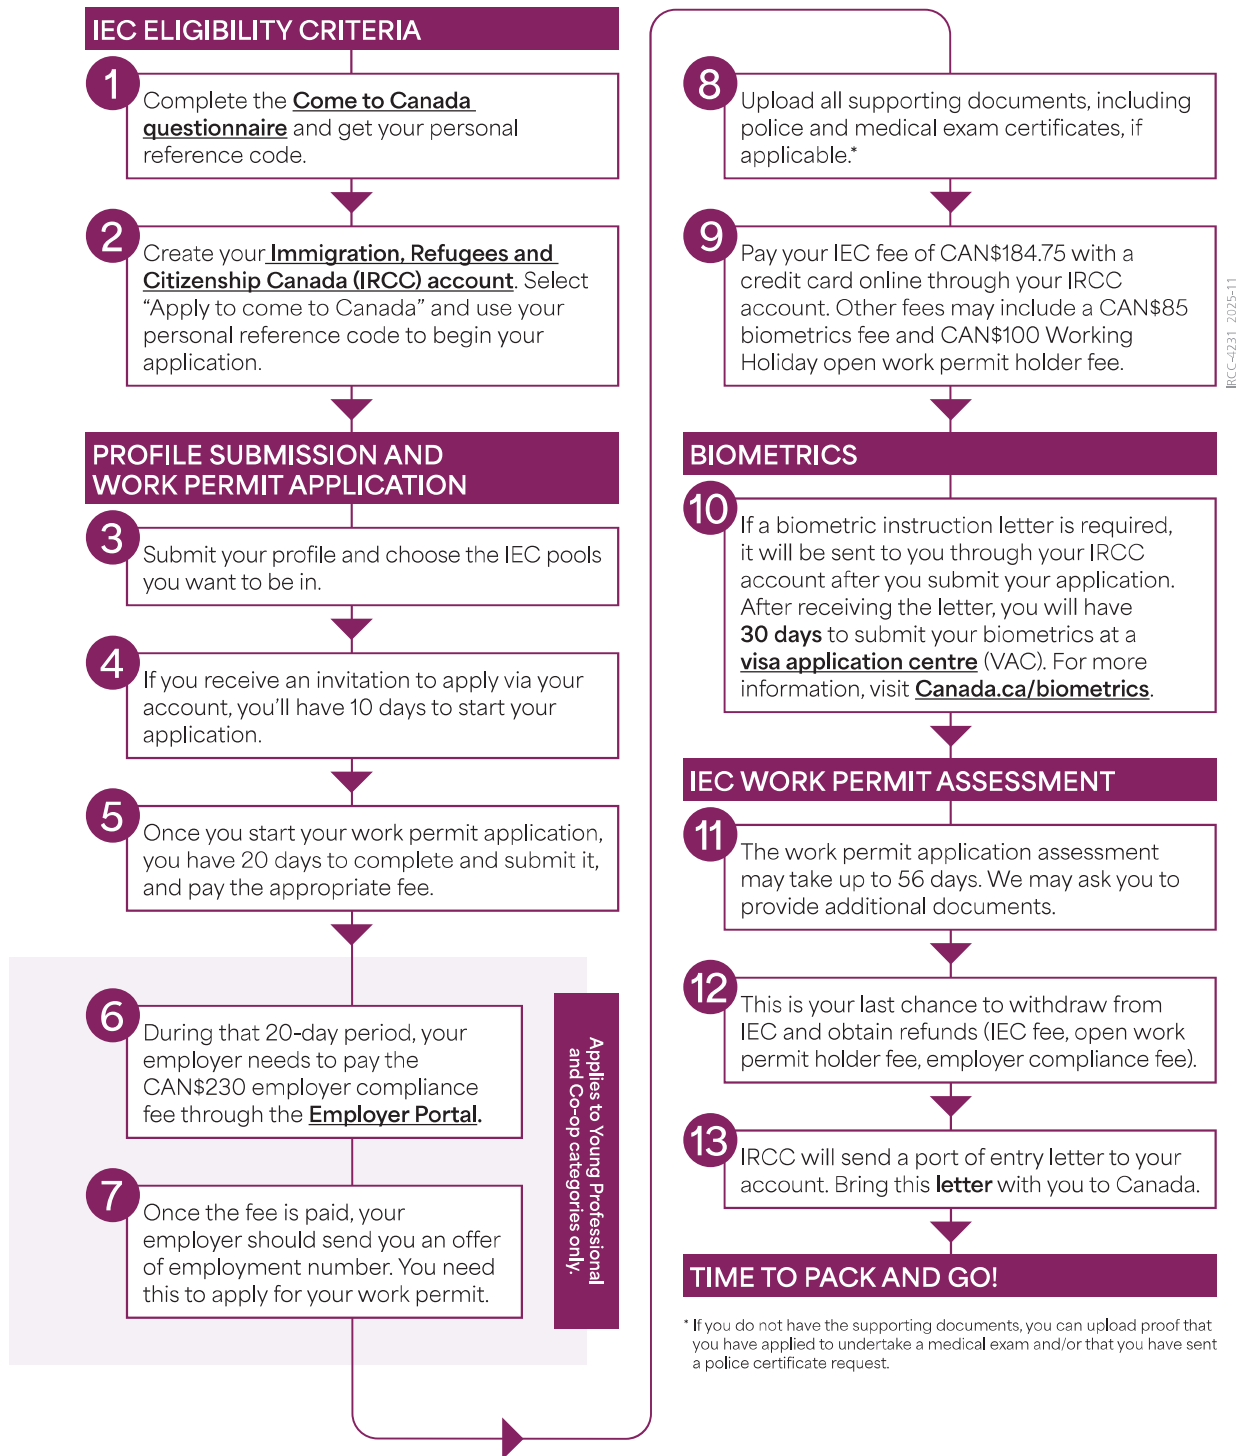 IEC ELIGIBILITY CRITERIA
1
Complete the Come to Canada
questionnaire and get your personal
reference code.
2
Create your Immigration, Refugees and
Citizenship Canada (IRCC) account. Select
“Apply to come to Canada” and use your
personal reference code to begin your
application.
PROFILE SUBMISSION AND
WORK PERMIT APPLICATION
3
Submit your profile and choose the IEC pools
you want to be in.
4
If you receive an invitation to apply via your
account, you’ll have 10 days to start your
application.
5
Once you start your work permit application,
you have 20 days to complete and submit it,
and pay the appropriate fee.
6
During that 20-day period, your
employer needs to pay the
CAN$230 employer compliance
fee through the Employer Portal.
7
Once the fee is paid, your
employer should send you an offer
of employment number. You need
this to apply for your work permit.
Applies to Young Professional
and Co-op categories only.
8
Upload all supporting documents, including
police and medical exam certificates, if
applicable.*
9
Pay your IEC fee of CAN$184.75 with a
credit card online through your IRCC
account. Other fees may include a CAN$85
biometrics fee and CAN$100 Working
Holiday open work permit holder fee.
BIOMETRICS
10
If a biometric instruction letter is required,
it will be sent to you through your IRCC
account after you submit your application.
After receiving the letter, you will have
30 days to submit your biometrics at a
visa application centre (VAC). For more
information, visit Canada.ca/biometrics.
IEC WORK PERMIT ASSESSMENT
11
The work permit application assessment
may take up to 56 days. We may ask you to
provide additional documents.
12
This is your last chance to withdraw from
IEC and obtain refunds (IEC fee, open work
permit holder fee, employer compliance fee).
13
IRCC will send a port of entry letter to your
account. Bring this letter with you to Canada.
TIME TO PACK AND GO!
* If you do not have the supporting documents, you can upload proof that
you have applied to undertake a medical exam and/or that you have sent
a police certificate request.
IRCC-4231 2025-11